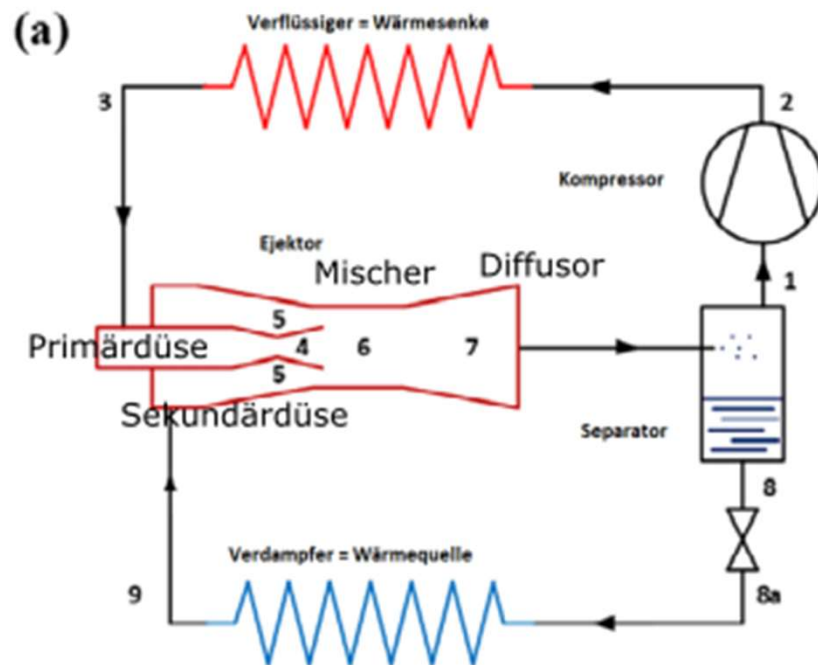 (a)
Verflüssiger = Wärmesenke
3
2
Kompressor
Ejektor
Mischer
Diffusor
1
5
Primärdüse
4
6
7
5
Sekundärdüse
Separator
8
Verdampfer = Wärmequelle
9
8a